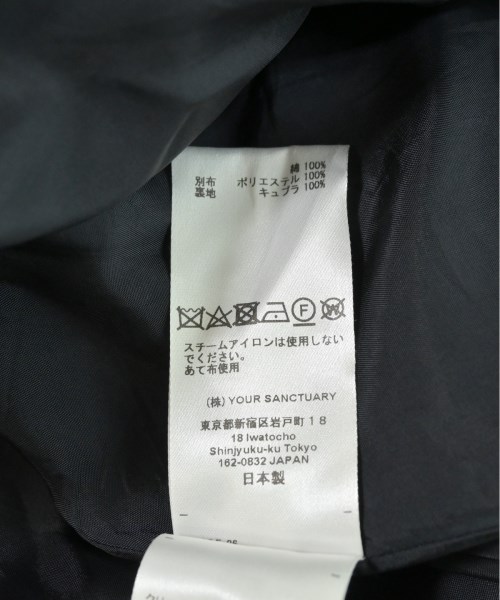 綿 100%
別布 ポリエステル 100%
裏地 キュプラ 100%
F W
スチームアイロンは使用しない
でください。
あて布使用
(株) YOUR SANCTUARY
東京都新宿区岩戸町18
18 Iwatocho
Shinjyuku-ku Tokyo
162-0832 JAPAN
日本製